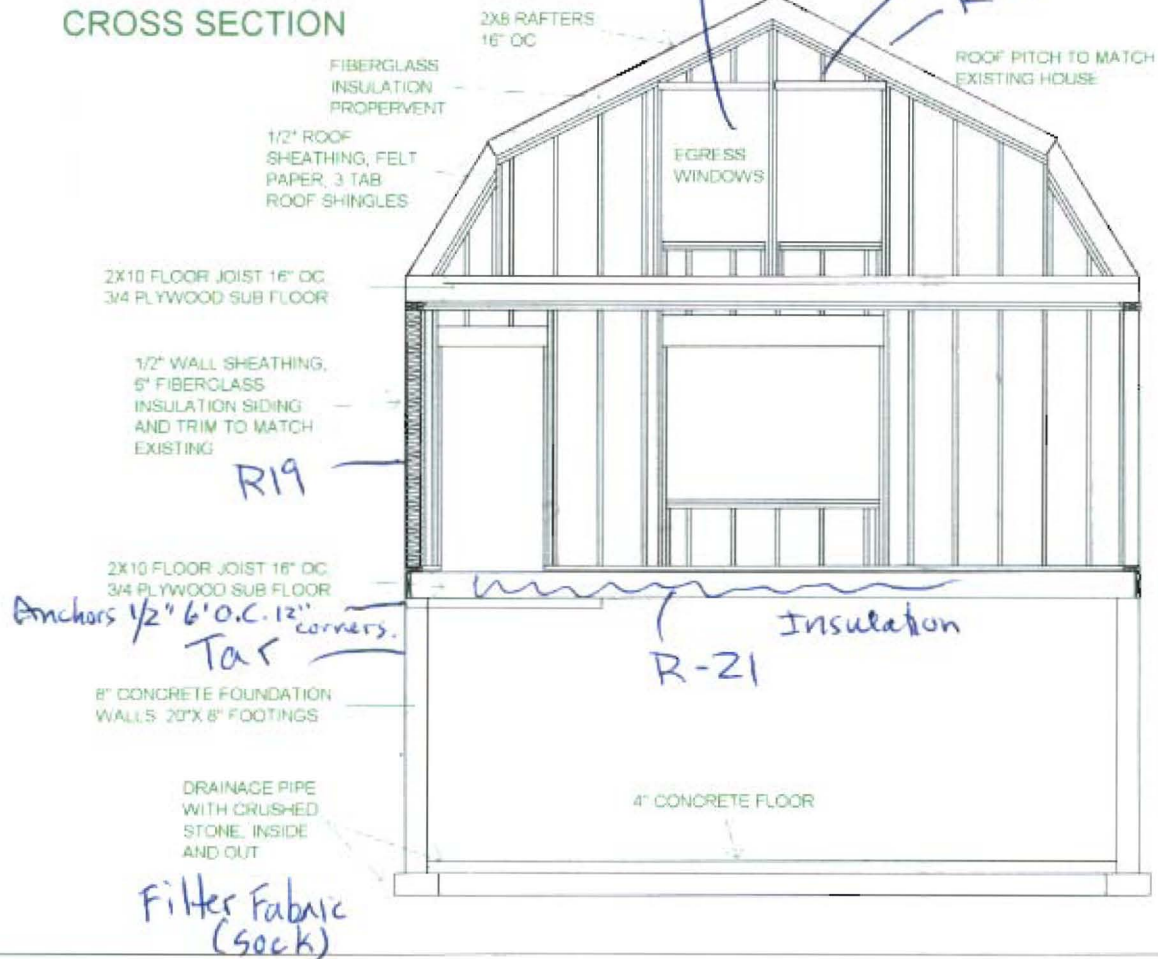 CROSS SECTION
2X8 RAFTERS
16" OC
ROOF PITCH TO MATCH
EXISTING HOUSE
FIBERGLASS
INSULATION
PROPERVENT
1/2" ROOF
SHEATHING, FELT
PAPER, 3 TAB
ROOF SHINGLES
EGRESS
WINDOWS
2X10 FLOOR JOIST 16" OC
3/4 PLYWOOD SUB FLOOR
1/2" WALL SHEATHING,
6" FIBERGLASS
INSULATION SIDING
AND TRIM TO MATCH
EXISTING
R19
2X10 FLOOR JOIST 16" OC
3/4 PLYWOOD SUB FLOOR
Anchors 1/2" 6' O.C. 12"
corners.
Tar
Insulation
R-21
8" CONCRETE FOUNDATION
WALLS 20"X 8" FOOTINGS
DRAINAGE PIPE
WITH CRUSHED
STONE, INSIDE
AND OUT
4" CONCRETE FLOOR
Filter Fabric
(sock)